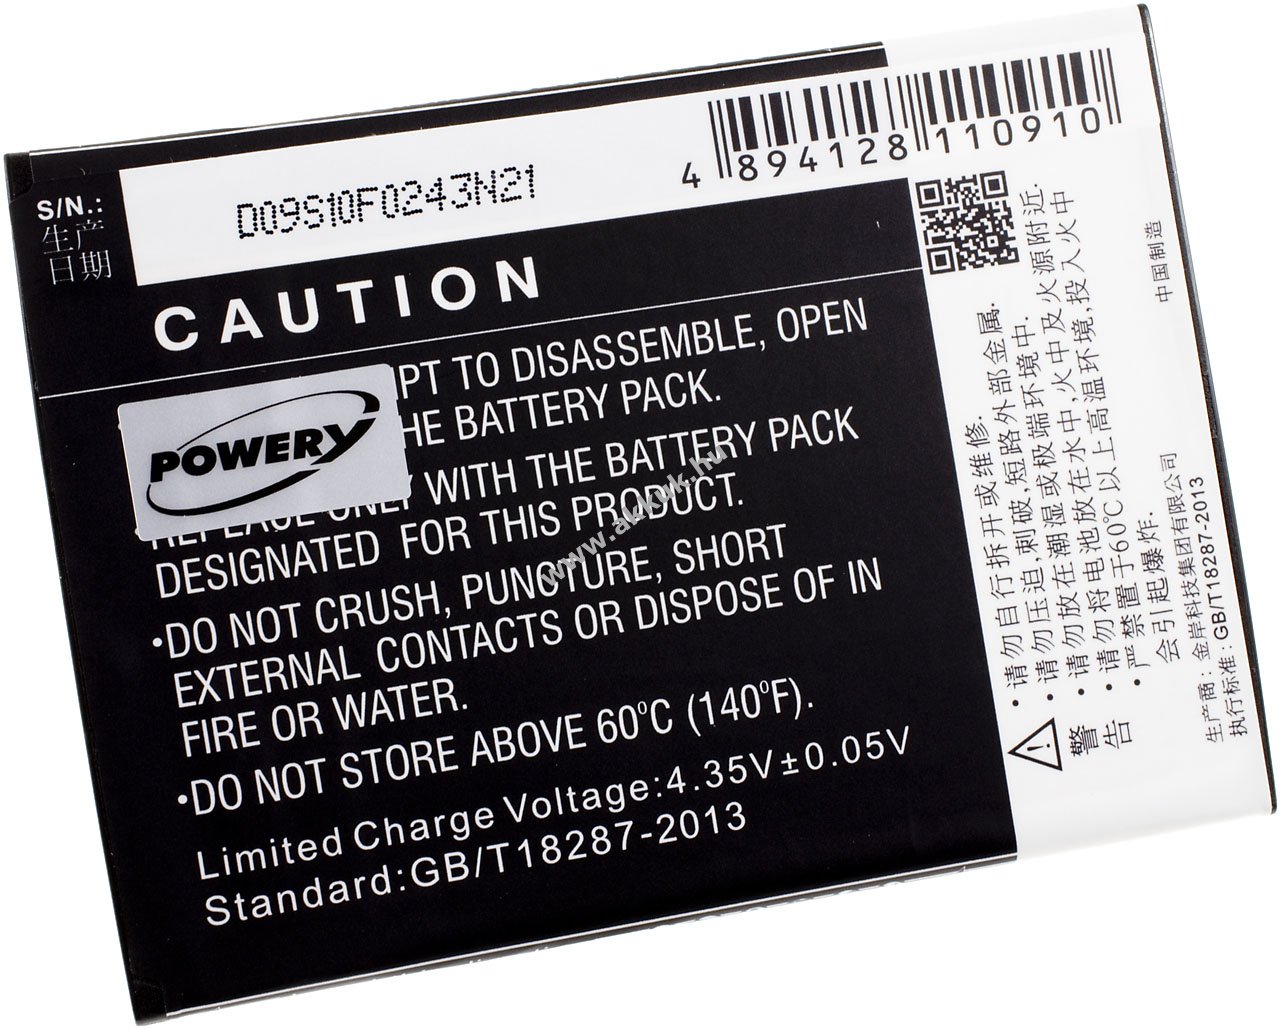 S/N.:
生产
日期
D09S10F0243N21
4 894128 110910
CAUTION
PT TO DISASSEMBLE, OPEN
HE BATTERY PACK.
WITH THE BATTERY PACK
DESIGNATED FOR THIS PRODUCT.
•DO NOT CRUSH, PUNCTURE, SHORT
EXTERNAL CONTACTS OR DISPOSE OF IN
FIRE OR WATER.
•DO NOT STORE ABOVE 60°C (140°F).
Limited Charge Voltage:4.35V±0.05V
Standard:GB/T18287-2013
POWERY
www.akkuk.hu
警告
•请勿自行拆开或维修.
•请勿压迫,刺破,短路外部金属.
•请勿放在潮湿或极端环境中.
•请勿将电池放在水中,火中及火源附近.
•严禁置于60℃以上高温环境,投入火中
会引起爆炸.
生产商:金岸科技集团有限公司
执行标准:GB/T18287-2013
中国制造